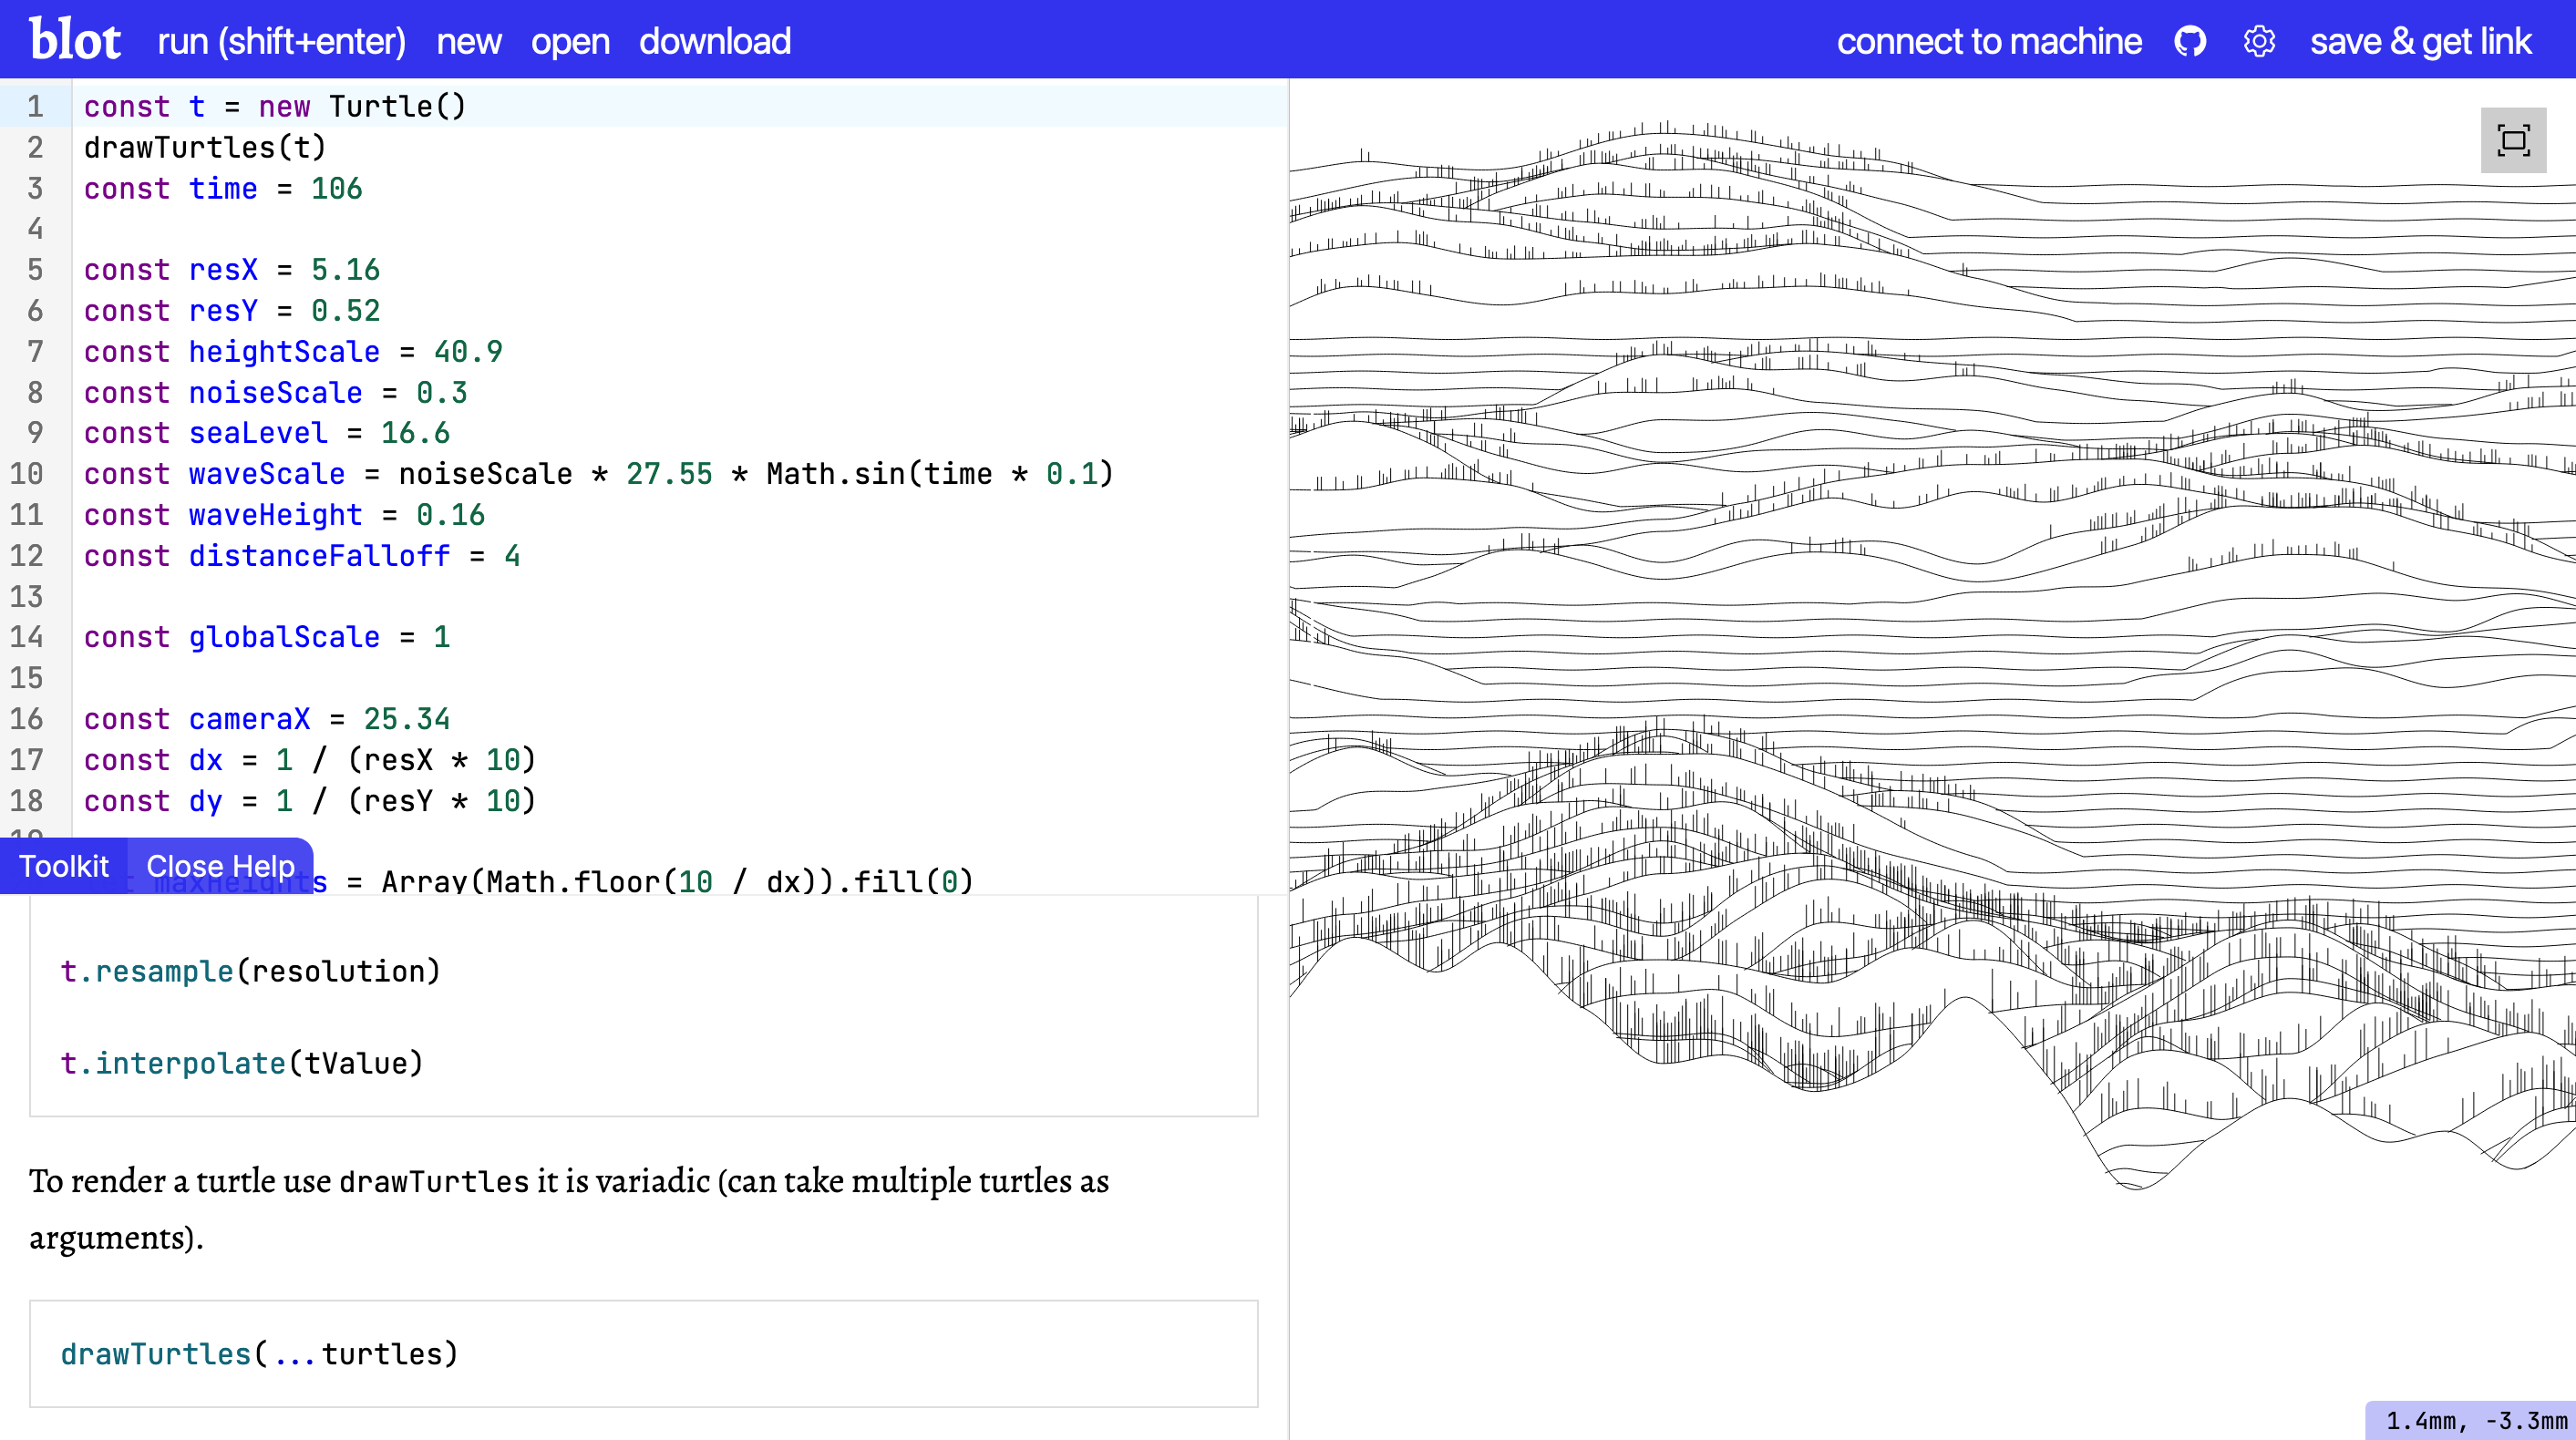 blot run (shift+enter) new open download connect to machine save & get link
1 const t = new Turtle()
2 drawTurtles(t)
3 const time = 106
4
5 const resX = 5.16
6 const resY = 0.52
7 const heightScale = 40.9
8 const noiseScale = 0.3
9 const seaLevel = 16.6
10 const waveScale = noiseScale * 27.55 * Math.sin(time * 0.1)
11 const waveHeight = 0.16
12 const distanceFalloff = 4
13
14 const globalScale = 1
15
16 const cameraX = 25.34
17 const dx = 1 / (resX * 10)
18 const dy = 1 / (resY * 10)
19
Toolkit Close Help
maxHeights = Array(Math.floor(10 / dx)).fill(0)
t.resample(resolution)
t.interpolate(tValue)
To render a turtle use drawTurtles it is variadic (can take multiple turtles as
arguments).
drawTurtles(...turtles)
1.4mm, -3.3mm